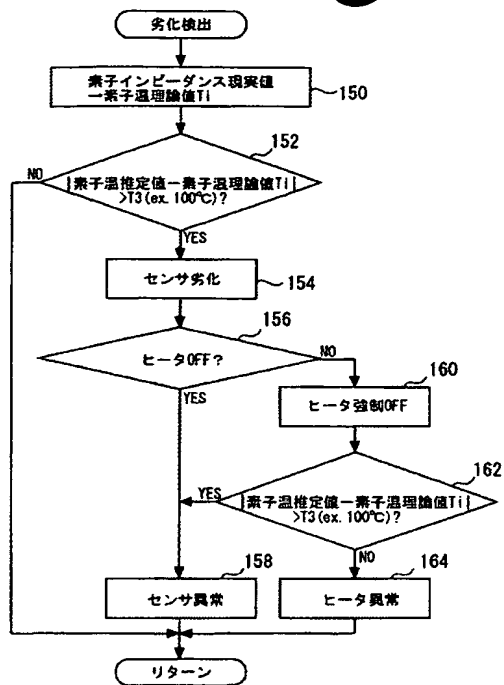 劣化検出
素子インピーダンス現実値
→素子温理論値Ti
150
152
NO
|素子温推定値－素子温理論値Ti|
>T3(ex.100℃)?
YES
センサ劣化
154
156
ヒータOFF?
NO
YES
160
ヒータ強制OFF
162
YES
|素子温推定値－素子温理論値Ti|
>T3(ex.100℃)?
NO
158
センサ異常
164
ヒータ異常
リターン